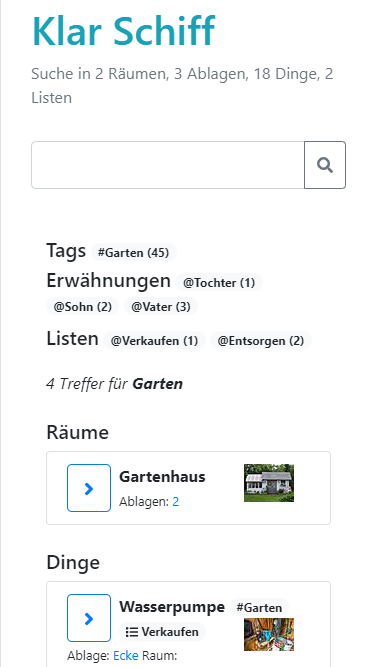 Klar Schiff
Suche in 2 Räumen, 3 Ablagen, 18 Dinge, 2
Listen
Tags #Garten (45)
Erwähnungen @Tochter (1)
@Sohn (2) @Vater (3)
Listen @Verkaufen (1) @Entsorgen (2)
4 Treffer für Garten
Räume
Gartenhaus
Ablagen: 2
Dinge
Wasserpumpe #Garten
Verkaufen
Ablage: Ecke Raum: